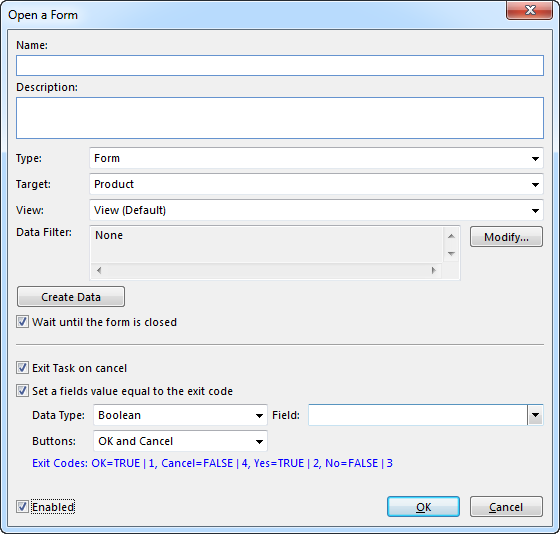 Open a Form
Name:
Description:
Type: Form
Target: Product
View: View (Default)
Data Filter: None
Modify...
Create Data
Wait until the form is closed
Exit Task on cancel
Set a fields value equal to the exit code
Data Type: Boolean Field:
Buttons: OK and Cancel
Exit Codes: OK=TRUE | 1, Cancel=FALSE | 4, Yes=TRUE | 2, No=FALSE | 3
Enabled OK Cancel